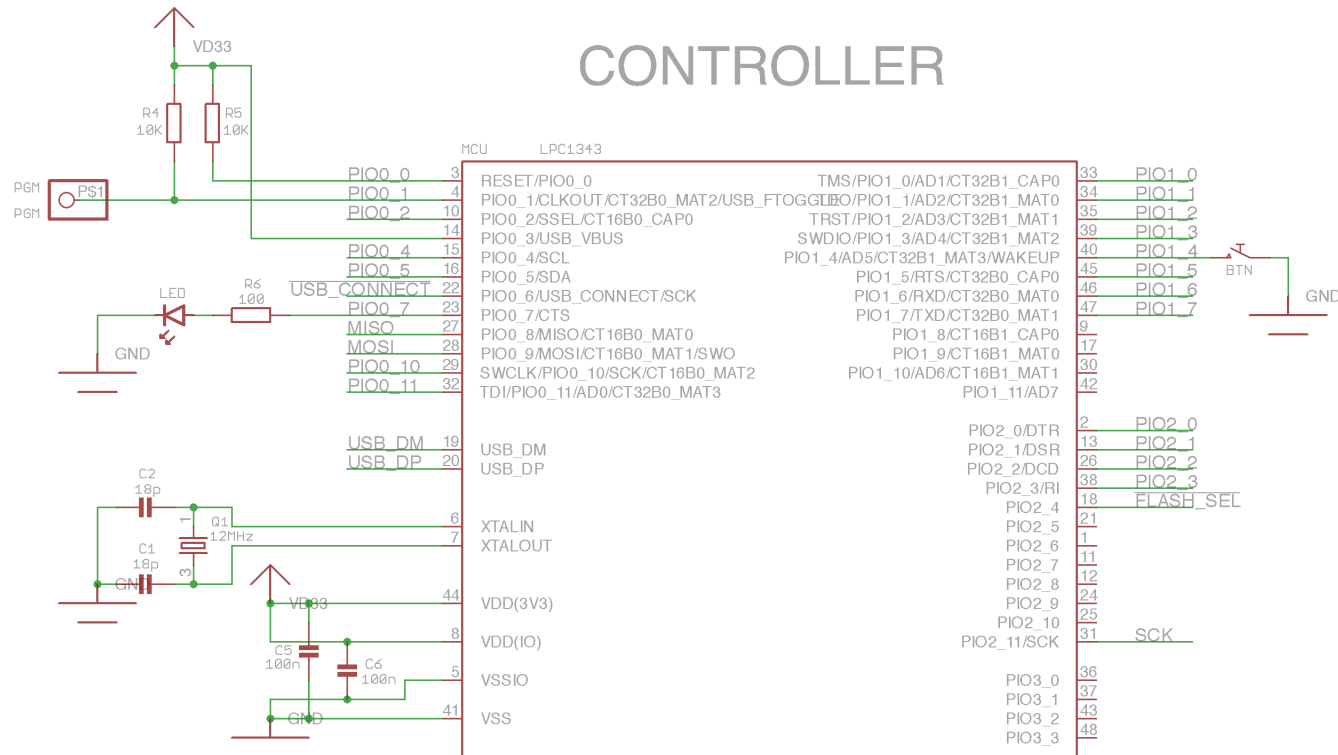 VD33
CONTROLLER
R4
10K
R5
10K
MCU
LPC1343
PGM
PGM
P$1
PIO0_0 3 RESET/PIO0_0
PIO0_1 4 PIO0_1/CLKOUT/CT32B0_MAT2/USB_FTOGGLE
PIO0_2 10 PIO0_2/SSEL/CT16B0_CAP0
14 PIO0_3/USB_VBUS
PIO0_4 15 PIO0_4/SCL
PIO0_5 16 PIO0_5/SDA
USB_CONNECT 22 PIO0_6/USB_CONNECT/SCK
PIO0_7 23 PIO0_7/CTS
MISO 27 PIO0_8/MISO/CT16B0_MAT0
MOSI 28 PIO0_9/MOSI/CT16B0_MAT1/SWO
PIO0_10 29 SWCLK/PIO0_10/SCK/CT16B0_MAT2
PIO0_11 32 TDI/PIO0_11/AD0/CT32B0_MAT3
LED
R6
100
GND
USB_DM 19 USB_DM
USB_DP 20 USB_DP
6 XTALIN
7 XTALOUT
C2
18p
1
Q1
12MHz
3
C1
18p
GND
VD33
44 VDD(3V3)
8 VDD(IO)
5 VSSIO
41 VSS
C5
100n
C6
100n
GND
TMS/PIO1_0/AD1/CT32B1_CAP0 33 PIO1_0
TDO/PIO1_1/AD2/CT32B1_MAT0 34 PIO1_1
TRST/PIO1_2/AD3/CT32B1_MAT1 35 PIO1_2
SWDIO/PIO1_3/AD4/CT32B1_MAT2 39 PIO1_3
PIO1_4/AD5/CT32B1_MAT3/WAKEUP 40 PIO1_4
PIO1_5/RTS/CT32B0_CAP0 45 PIO1_5
PIO1_6/RXD/CT32B0_MAT0 46 PIO1_6
PIO1_7/TXD/CT32B0_MAT1 47 PIO1_7
PIO1_8/CT16B1_CAP0 9
PIO1_9/CT16B1_MAT0 17
PIO1_10/AD6/CT16B1_MAT1 30
PIO1_11/AD7 42
BTN
GND
PIO2_0/DTR 2 PIO2_0
PIO2_1/DSR 13 PIO2_1
PIO2_2/DCD 26 PIO2_2
PIO2_3/RI 38 PIO2_3
PIO2_4 18 FLASH_SEL
PIO2_5 21
PIO2_6 1
PIO2_7 11
PIO2_8 12
PIO2_9 24
PIO2_10 25
PIO2_11/SCK 31 SCK
PIO3_0 36
PIO3_1 37
PIO3_2 43
PIO3_3 48